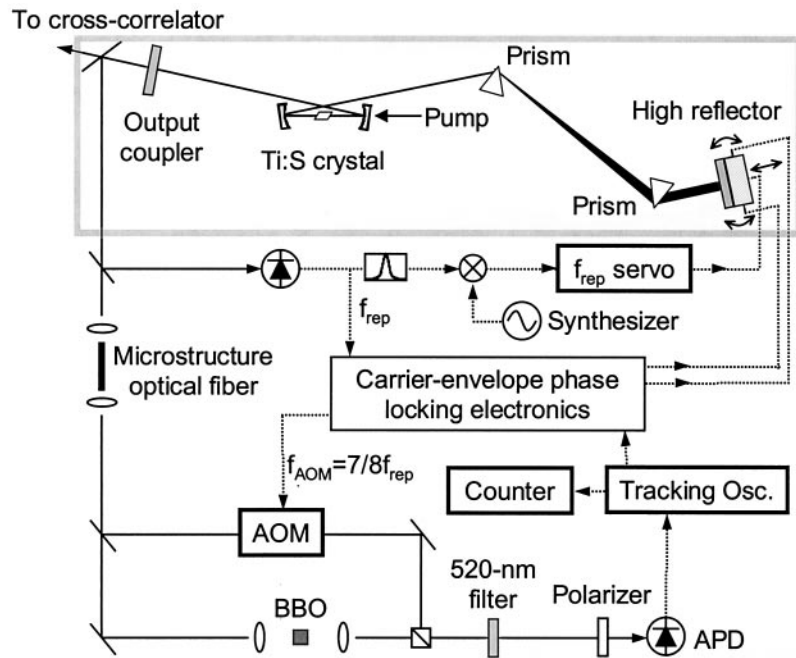 To cross-correlator
Prism
High reflector
Output
coupler
Ti:S crystal
Pump
Prism
f_rep servo
f_rep
Synthesizer
Microstructure
optical fiber
Carrier-envelope phase
locking electronics
f_AOM=7/8f_rep
Counter
Tracking Osc.
AOM
520-nm
filter
Polarizer
BBO
APD